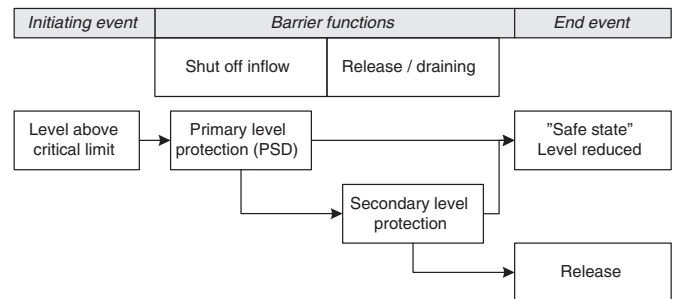 Initiating event Barrier functions End event
Shut off inflow Release / draining
Level above Primary level ”Safe state”
critical limit protection (PSD) Level reduced
Secondary level
protection
Release